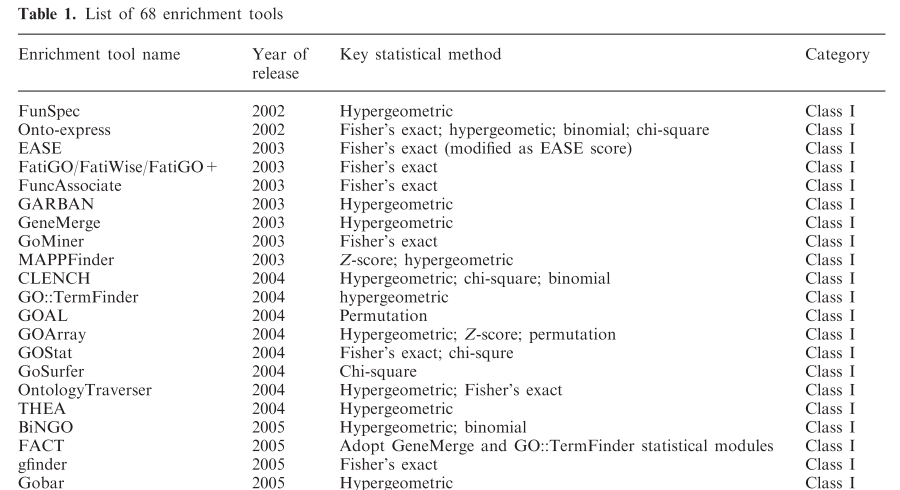 Table 1. List of 68 enrichment tools
Enrichment tool name Year of release Key statistical method Category
FunSpec 2002 Hypergeometric Class I
Onto-express 2002 Fisher's exact; hypergeometic; binomial; chi-square Class I
EASE 2003 Fisher's exact (modified as EASE score) Class I
FatiGO/FatiWise/FatiGO+ 2003 Fisher's exact Class I
FuncAssociate 2003 Fisher's exact Class I
GARBAN 2003 Hypergeometric Class I
GeneMerge 2003 Hypergeometric Class I
GoMiner 2003 Fisher's exact Class I
MAPPFinder 2003 Z-score; hypergeometric Class I
CLENCH 2004 Hypergeometric; chi-square; binomial Class I
GO::TermFinder 2004 hypergeometric Class I
GOAL 2004 Permutation Class I
GOArray 2004 Hypergeometric; Z-score; permutation Class I
GOStat 2004 Fisher's exact; chi-squre Class I
GoSurfer 2004 Chi-square Class I
OntologyTraverser 2004 Hypergeometric; Fisher's exact Class I
THEA 2004 Hypergeometric Class I
BiNGO 2005 Hypergeometric; binomial Class I
FACT 2005 Adopt GeneMerge and GO::TermFinder statistical modules Class I
gfinder 2005 Fisher's exact Class I
Gobar 2005 Hypergeometric Class I